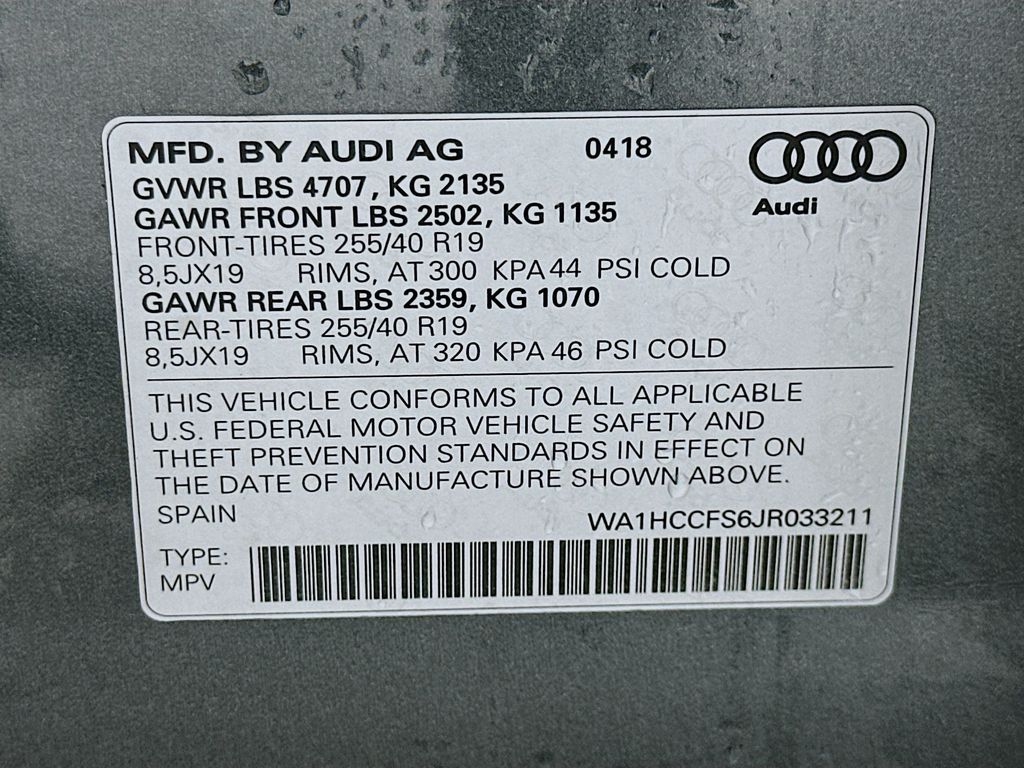 MFD. BY AUDI AG 0418
GVWR LBS 4707, KG 2135
Audi
GAWR FRONT LBS 2502, KG 1135
FRONT-TIRES 255/40 R19
8,5JX19 RIMS, AT 300 KPA 44 PSI COLD
GAWR REAR LBS 2359, KG 1070
REAR-TIRES 255/40 R19
8,5JX19 RIMS, AT 320 KPA 46 PSI COLD
THIS VEHICLE CONFORMS TO ALL APPLICABLE
U.S. FEDERAL MOTOR VEHICLE SAFETY AND
THEFT PREVENTION STANDARDS IN EFFECT ON
THE DATE OF MANUFACTURE SHOWN ABOVE.
SPAIN WA1HCCFS6JR033211
TYPE:
MPV